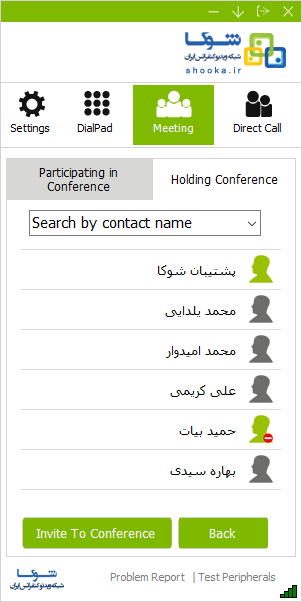 شوکا
شبکه ویدئو کنفرانس ایران
shooka.ir
Settings
DialPad
Meeting
Direct Call
Participating in
Conference
Holding Conference
Search by contact name
پشتیبان شوکا
محمد یلدایی
محمد امیدوار
علی کریمی
حمید بیات
بهاره سیدی
Invite To Conference
Back
شوکا
شبکه ویدئو کنفرانس ایران
Problem Report
| Test Peripherals